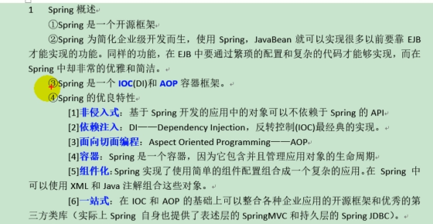 1 Spring 概述
①Spring 是一个开源框架
②Spring 为简化企业级开发而生，使用 Spring，JavaBean 就可以实现很多以前要靠 EJB
才能实现的功能。同样的功能，在 EJB 中要通过繁琐的配置和复杂的代码才能够实现，而在
Spring 中却非常的优雅和简洁。
③Spring 是一个 IOC(DI)和 AOP 容器框架。
④Spring 的优良特性
[1]非侵入式：基于 Spring 开发的应用中的对象可以不依赖于 Spring 的 API
[2]依赖注入：DI——Dependency Injection，反转控制(IOC)最经典的实现。
[3]面向切面编程：Aspect Oriented Programming——AOP
[4]容器：Spring 是一个容器，因为它包含并且管理应用对象的生命周期
[5]组件化：Spring 实现了使用简单的组件配置组合成一个复杂的应用。在 Spring 中
可以使用 XML 和 Java 注解组合这些对象。
[6]一站式：在 IOC 和 AOP 的基础上可以整合各种企业应用的开源框架和优秀的第
三方类库（实际上 Spring 自身也提供了表述层的 SpringMVC 和持久层的 Spring JDBC）。